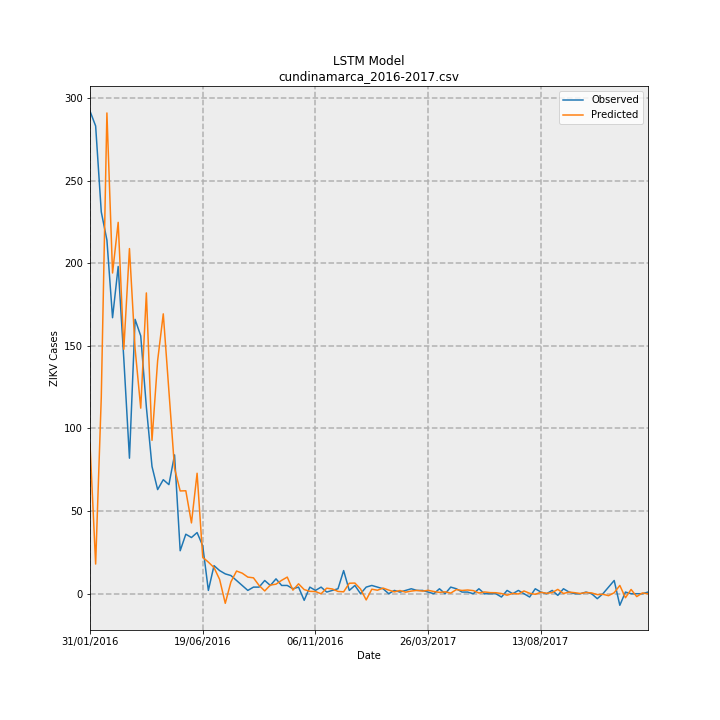 LSTM Model
cundinamarca_2016-2017.csv
Observed
Predicted
300
250
200
150
100
50
0
ZIKV Cases
31/01/2016 19/06/2016 06/11/2016 26/03/2017 13/08/2017
Date